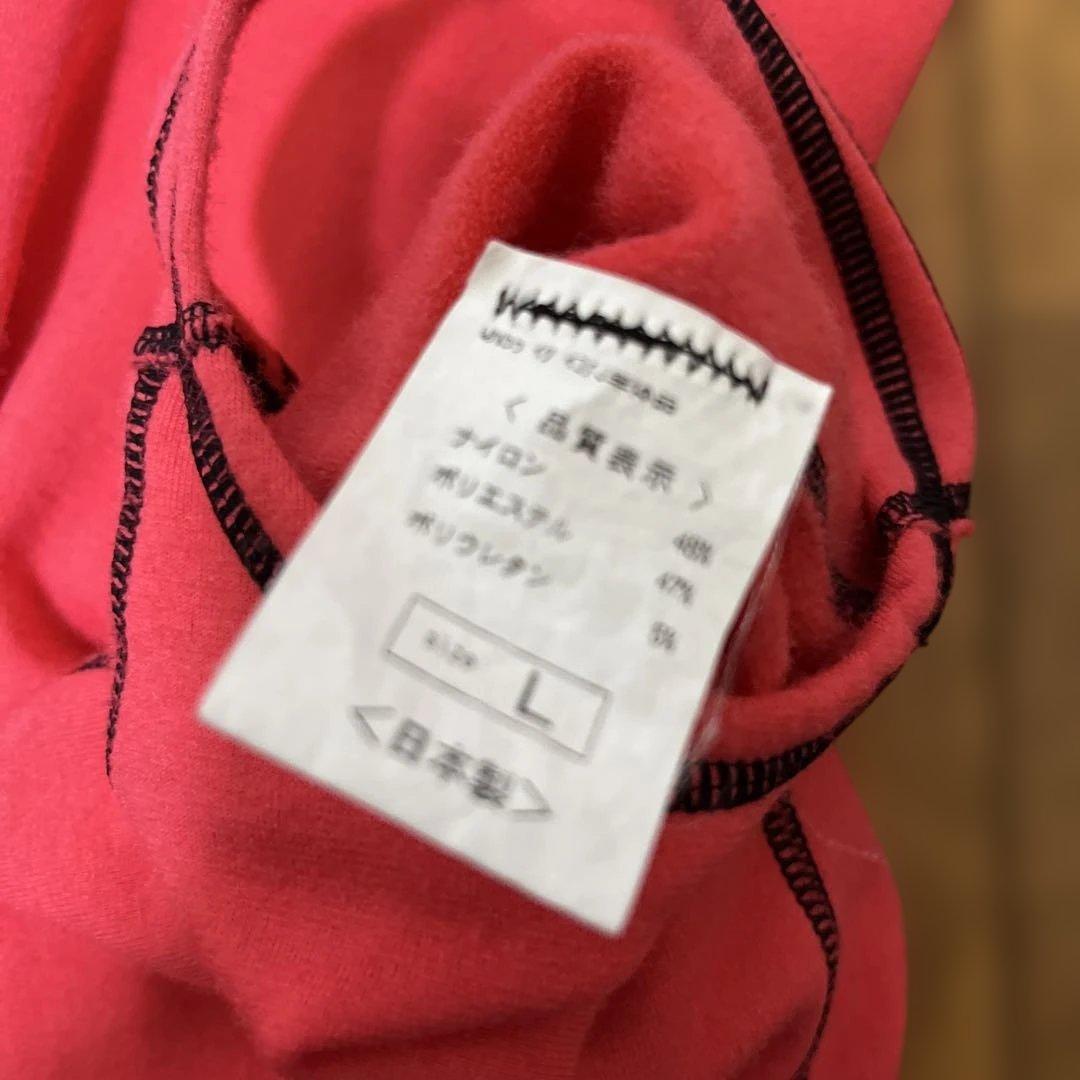 < 品質表示 >
ナイロン 48%
ポリエステル 47%
ポリウレタン 5%
size L
<日本製>